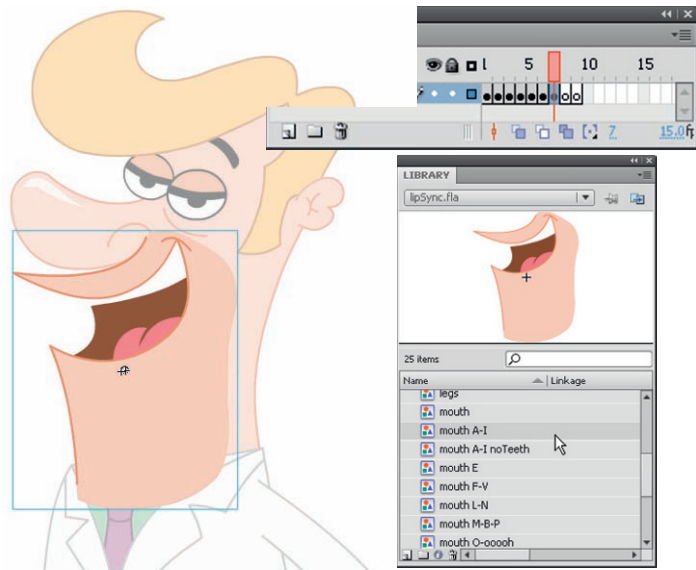 1 5 10 15
7 15.0 f
LIBRARY
lipSync.fla
25 items
Name Linkage
legs
mouth
mouth A-I
mouth A-I noTeeth
mouth E
mouth F-V
mouth L-N
mouth M-B-P
mouth O-ooooh